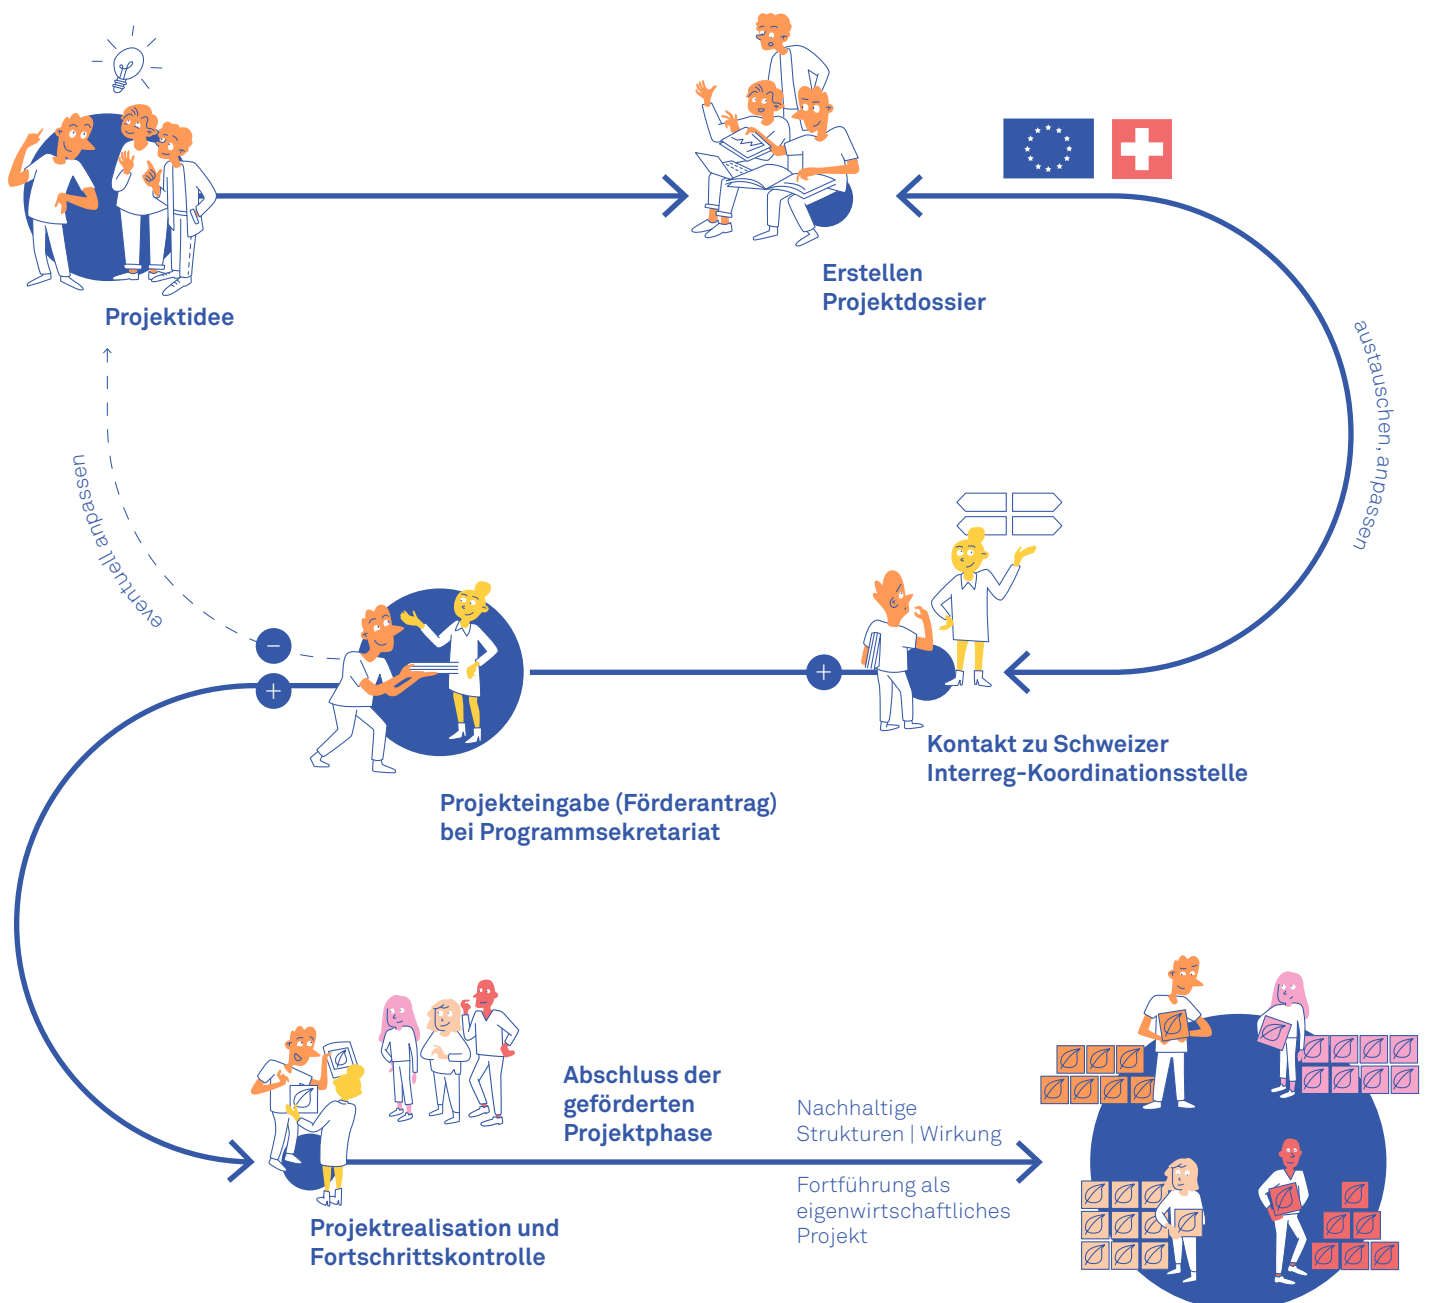 Projektidee
Erstellen
Projektdossier
austauschen, anpassen
eventuell anpassen
Kontakt zu Schweizer
Interreg-Koordinationsstelle
Projekteingabe (Förderantrag)
bei Programmsekretariat
Projektrealisation und
Fortschrittskontrolle
Abschluss der
geförderten
Projektphase
Nachhaltige
Strukturen | Wirkung
Fortführung als
eigenwirtschaftliches
Projekt